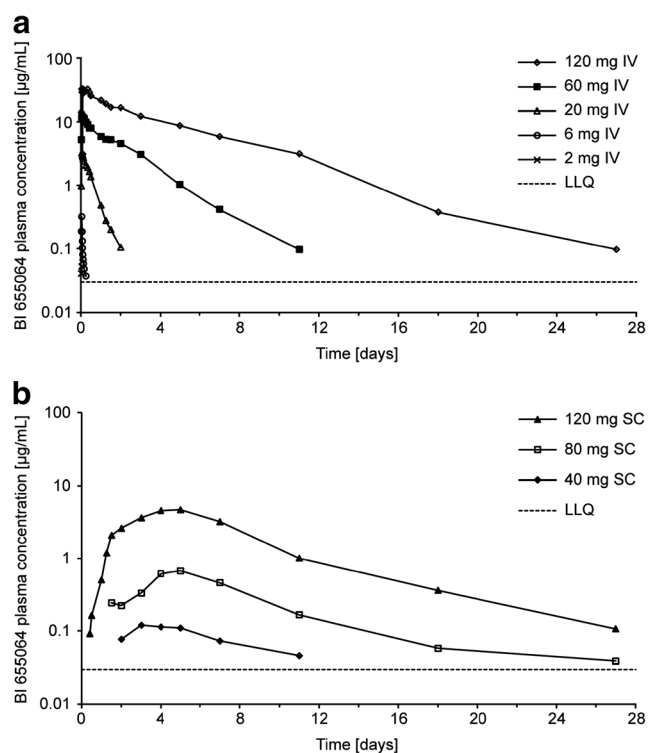 a
BI 655064 plasma concentration [µg/mL]
100
10
1
0.1
0.01
0 4 8 12 16 20 24 28
Time [days]
120 mg IV
60 mg IV
20 mg IV
6 mg IV
2 mg IV
LLQ
b
BI 655064 plasma concentration [µg/mL]
100
10
1
0.1
0.01
0 4 8 12 16 20 24 28
Time [days]
120 mg SC
80 mg SC
40 mg SC
LLQ